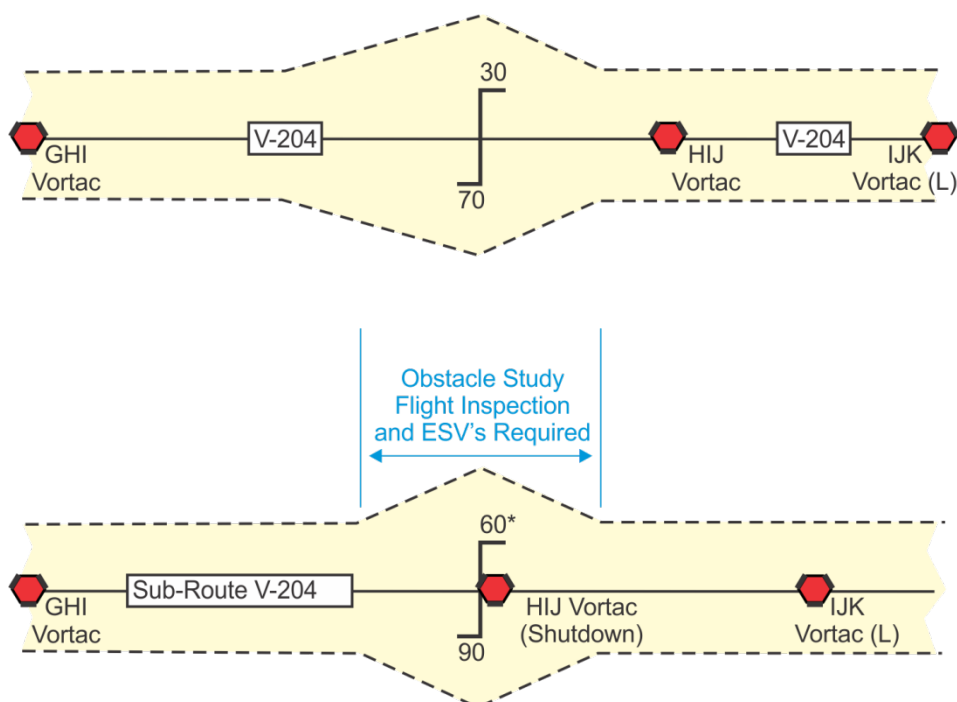 30
V-204
V-204
GHI
Vortac
HIJ
Vortac
IJK
Vortac (L)
70
Obstacle Study
Flight Inspection
and ESV's Required
60*
Sub-Route V-204
GHI
Vortac
HIJ Vortac
(Shutdown)
IJK
Vortac (L)
90